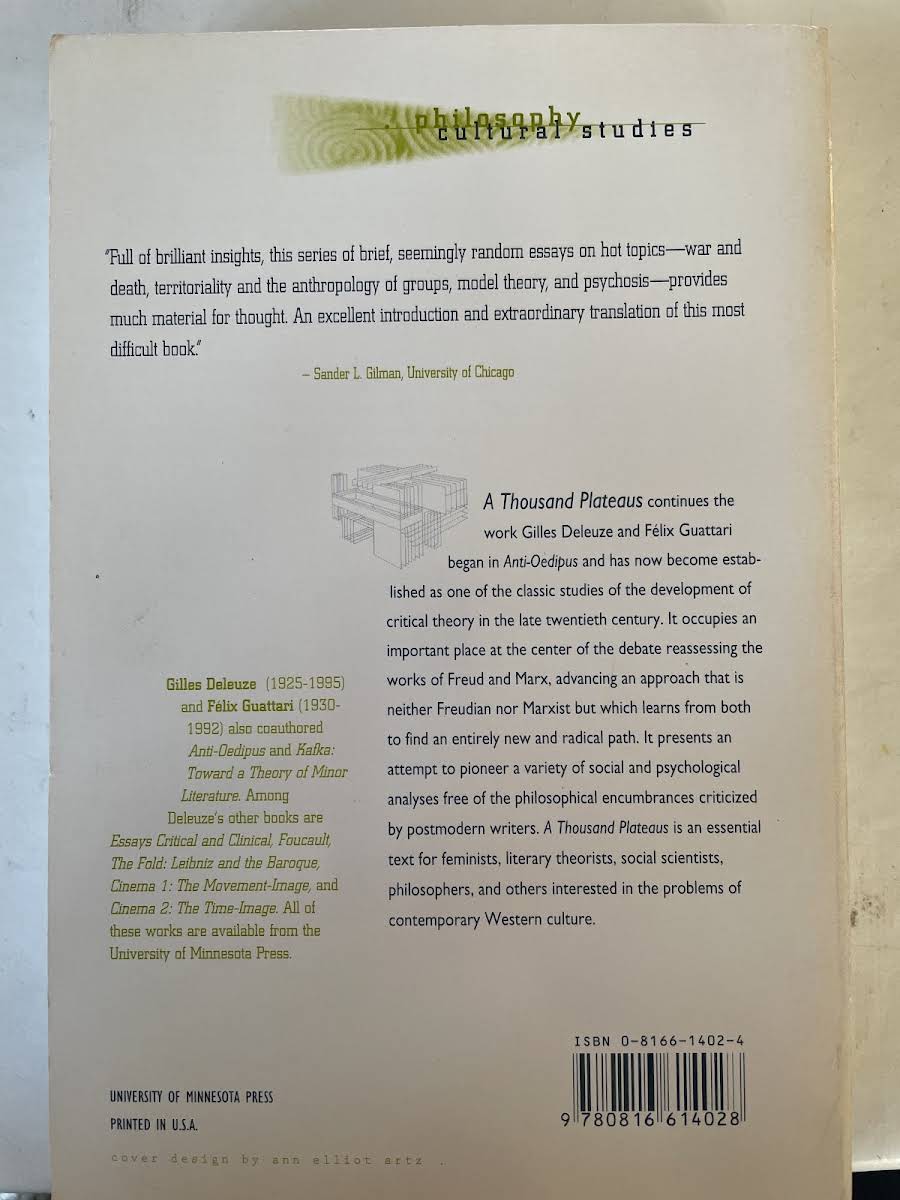 philosophy
cultural studies
"Full of brilliant insights, this series of brief, seemingly random essays on hot topics—war and
death, territoriality and the anthropology of groups, model theory, and psychosis—provides
much material for thought. An excellent introduction and extraordinary translation of this most
difficult book."
– Sander L. Gilman, University of Chicago
A Thousand Plateaus continues the
work Gilles Deleuze and Félix Guattari
began in Anti-Oedipus and has now become estab-
lished as one of the classic studies of the development of
critical theory in the late twentieth century. It occupies an
important place at the center of the debate reassessing the
works of Freud and Marx, advancing an approach that is
neither Freudian nor Marxist but which learns from both
to find an entirely new and radical path. It presents an
attempt to pioneer a variety of social and psychological
analyses free of the philosophical encumbrances criticized
by postmodern writers. A Thousand Plateaus is an essential
text for feminists, literary theorists, social scientists,
philosophers, and others interested in the problems of
contemporary Western culture.
Gilles Deleuze (1925-1995)
and Félix Guattari (1930-
1992) also coauthored
Anti-Oedipus and Kafka:
Toward a Theory of Minor
Literature. Among
Deleuze's other books are
Essays Critical and Clinical, Foucault,
The Fold: Leibniz and the Baroque,
Cinema 1: The Movement-Image, and
Cinema 2: The Time-Image. All of
these works are available from the
University of Minnesota Press.
ISBN 0-8166-1402-4
9 780816 614028
UNIVERSITY OF MINNESOTA PRESS
PRINTED IN U.S.A.
cover design by ann elliot artz .